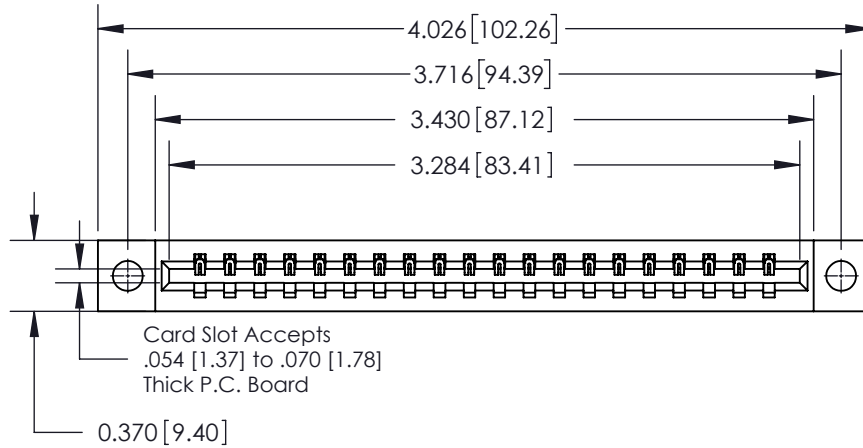 4.026 [102.26]
3.716 [94.39]
3.430 [87.12]
3.284 [83.41]
Card Slot Accepts
.054 [1.37] to .070 [1.78]
Thick P.C. Board
0.370 [9.40]